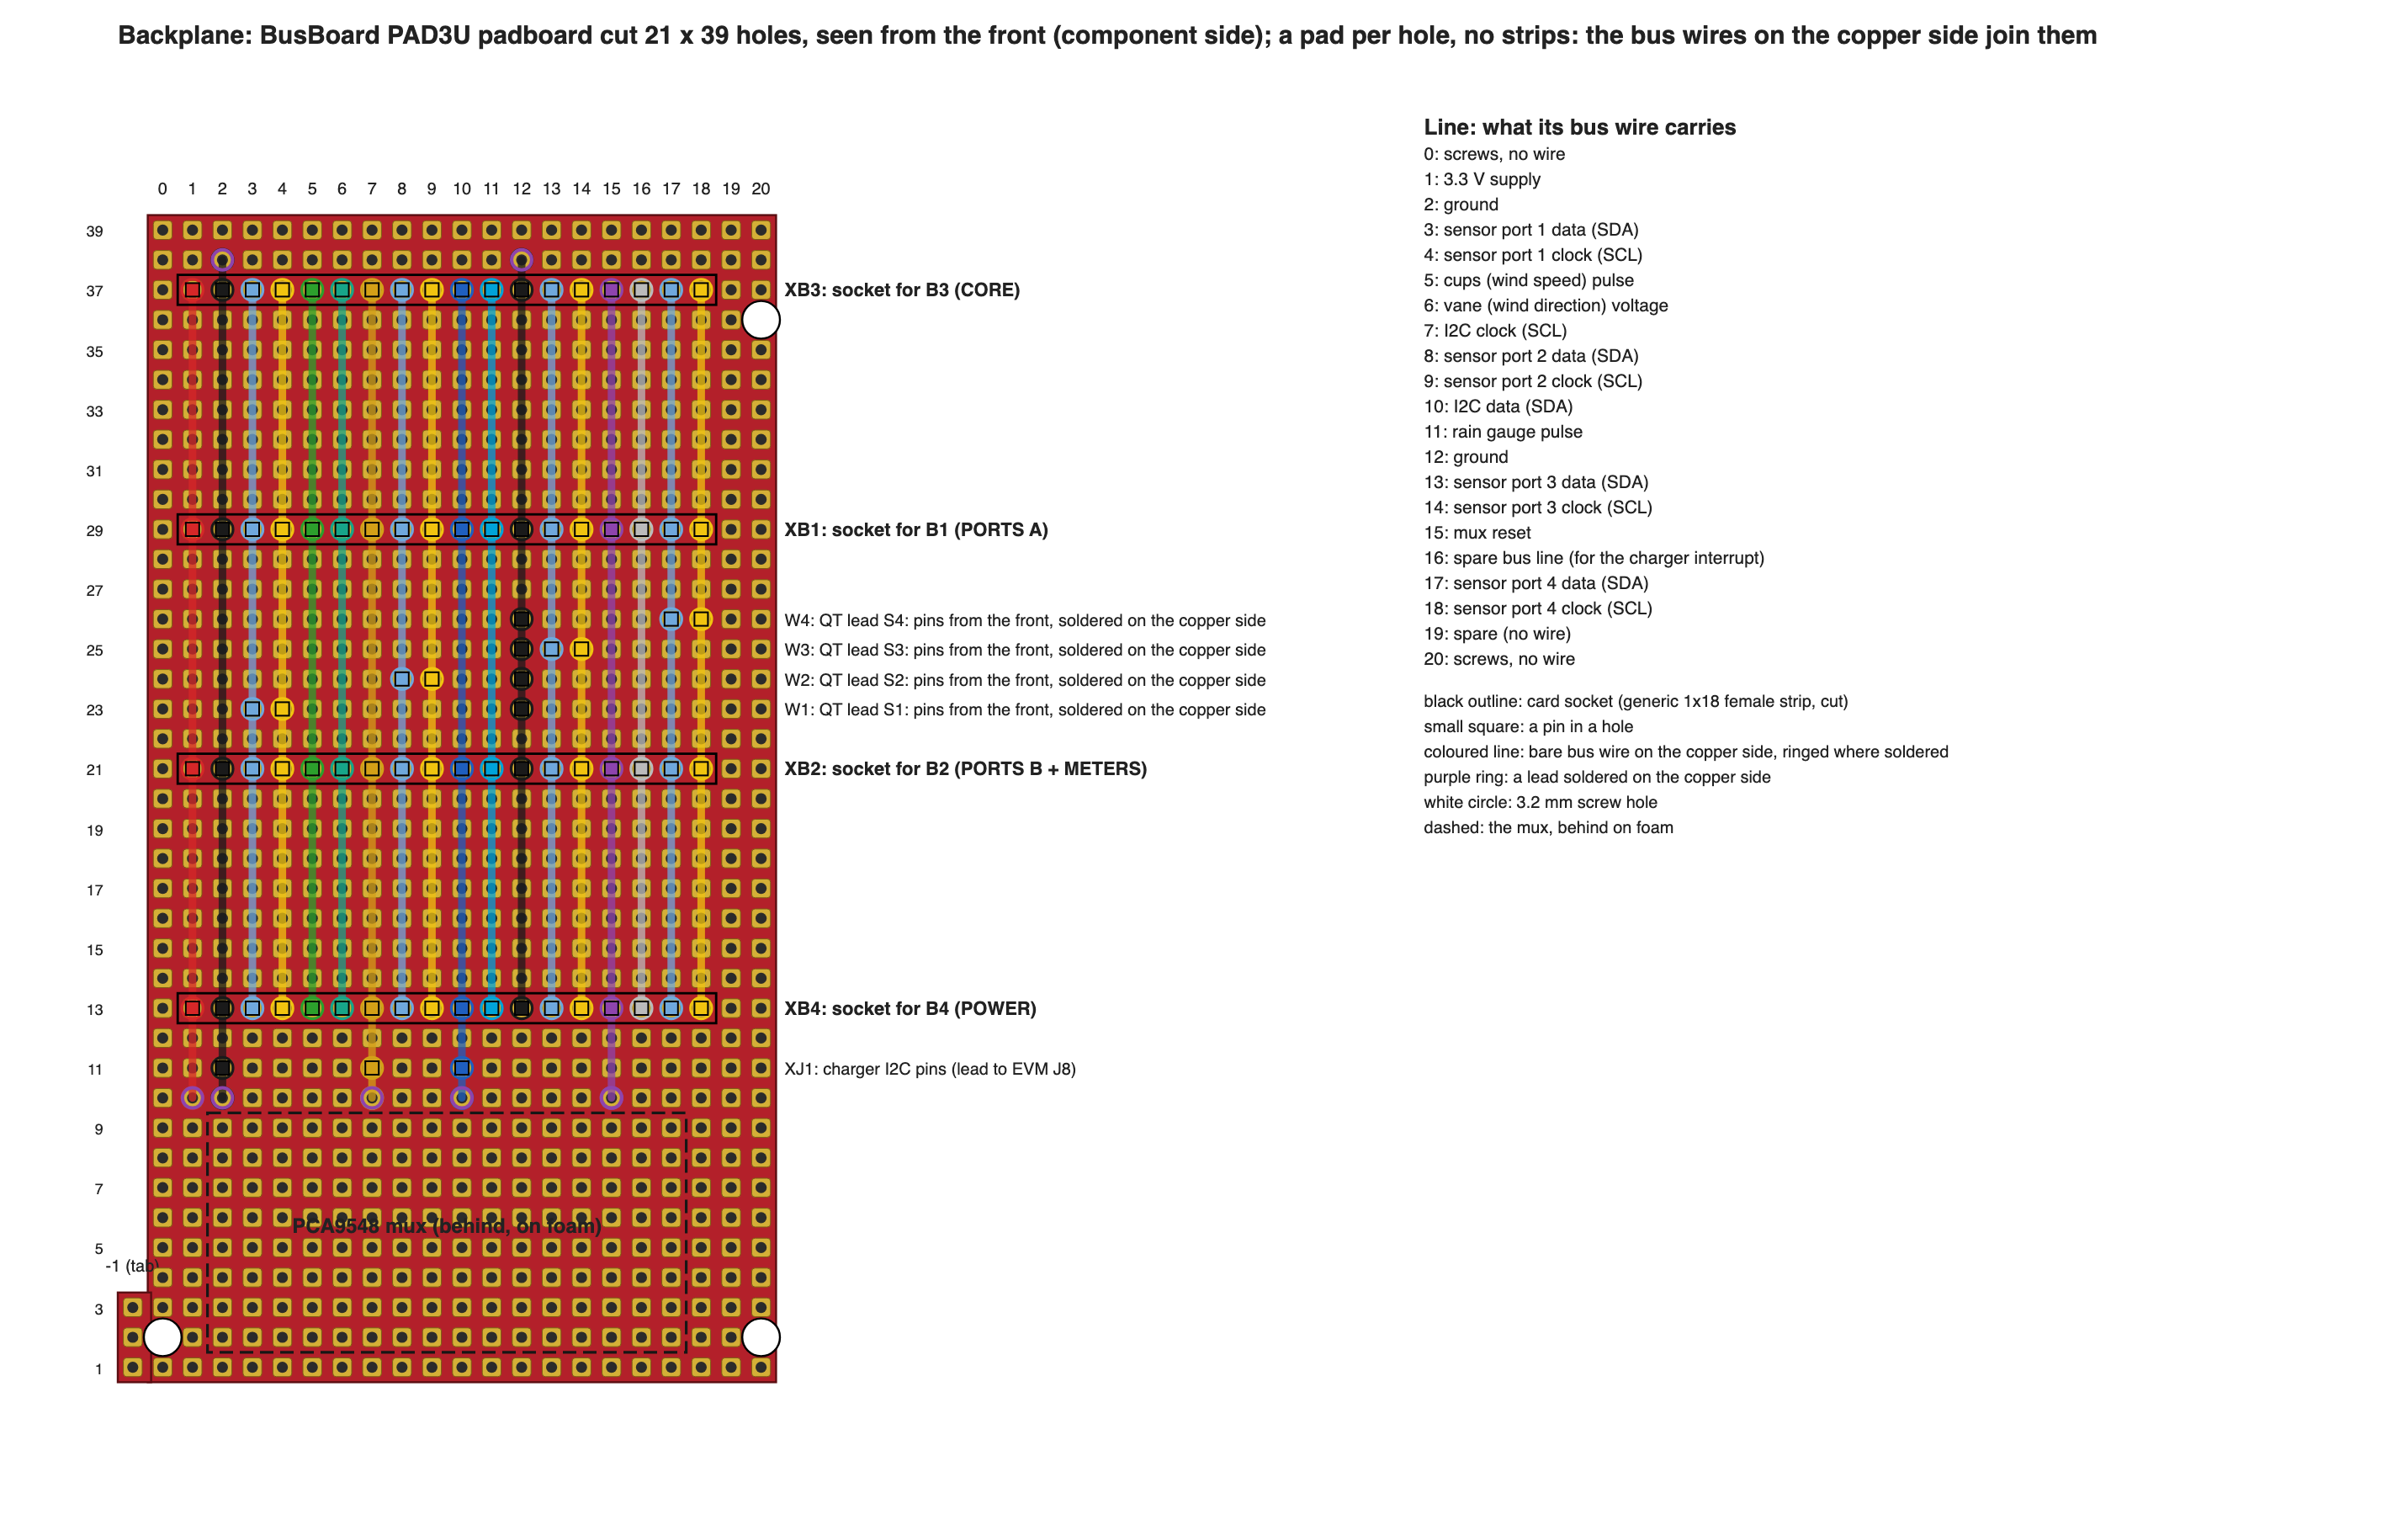 Backplane: BusBoard PAD3U padboard cut 21 x 39 holes, seen from the front (component side); a pad per hole, no strips: the bus wires on the copper side join them
0 1 2 3 4 5 6 7 8 9 10 11 12 13 14 15 16 17 18 19 20
39
37
XB3: socket for B3 (CORE)
35
33
31
29
XB1: socket for B1 (PORTS A)
27
W4: QT lead S4: pins from the front, soldered on the copper side
25
W3: QT lead S3: pins from the front, soldered on the copper side
W2: QT lead S2: pins from the front, soldered on the copper side
23
W1: QT lead S1: pins from the front, soldered on the copper side
21
XB2: socket for B2 (PORTS B + METERS)
19
17
15
13
XB4: socket for B4 (POWER)
11
XJ1: charger I2C pins (lead to EVM J8)
9
7
PCA9548 mux (behind, on foam)
5
-1 (tab)
3
1
Line: what its bus wire carries
0: screws, no wire
1: 3.3 V supply
2: ground
3: sensor port 1 data (SDA)
4: sensor port 1 clock (SCL)
5: cups (wind speed) pulse
6: vane (wind direction) voltage
7: I2C clock (SCL)
8: sensor port 2 data (SDA)
9: sensor port 2 clock (SCL)
10: I2C data (SDA)
11: rain gauge pulse
12: ground
13: sensor port 3 data (SDA)
14: sensor port 3 clock (SCL)
15: mux reset
16: spare bus line (for the charger interrupt)
17: sensor port 4 data (SDA)
18: sensor port 4 clock (SCL)
19: spare (no wire)
20: screws, no wire
black outline: card socket (generic 1x18 female strip, cut)
small square: a pin in a hole
coloured line: bare bus wire on the copper side, ringed where soldered
purple ring: a lead soldered on the copper side
white circle: 3.2 mm screw hole
dashed: the mux, behind on foam